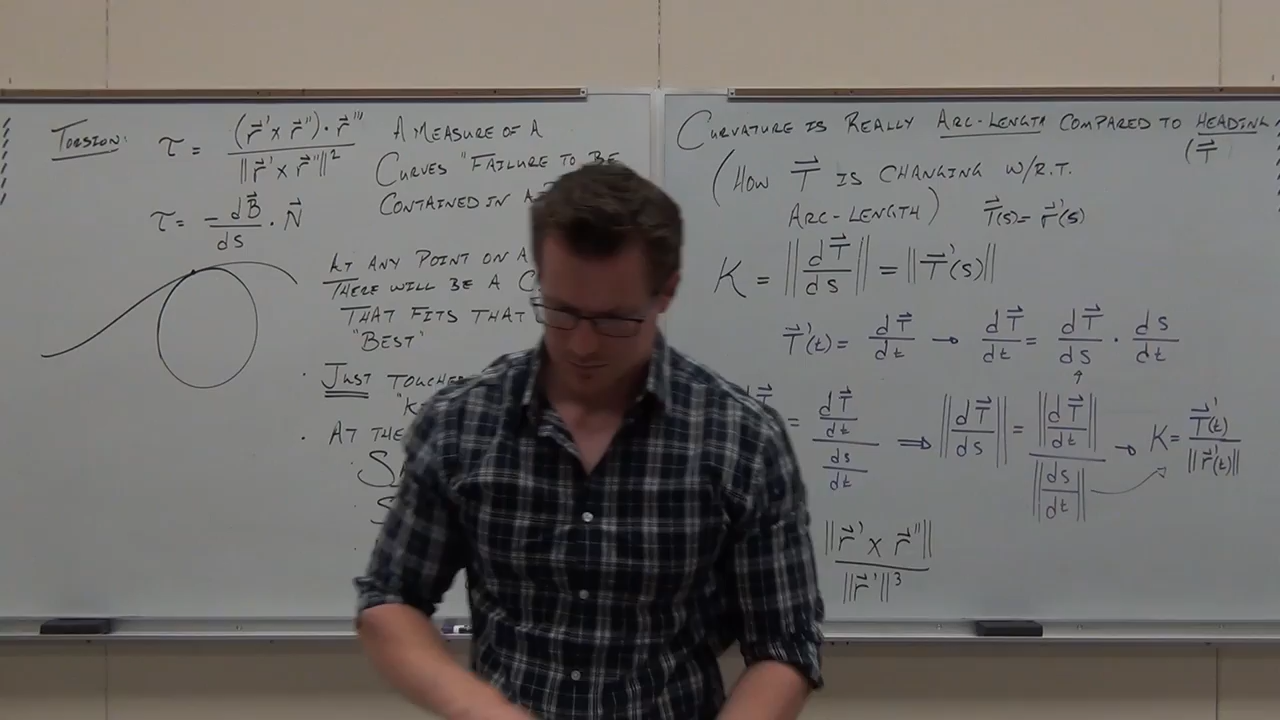 TORSION:
τ = (r⃗' × r⃗'') · r⃗''' / ||r⃗' × r⃗''||²
τ = -dB⃗/ds · N⃗
A MEASURE OF A
CURVES "FAILURE TO BE
CONTAINED IN A
AT ANY POINT ON A
THERE WILL BE A
THAT FITS THAT
"BEST"
· JUST
· AT THE
CURVATURE IS REALLY ARC-LENGTH COMPARED TO HEADING
(T⃗
(HOW T⃗ IS CHANGING W/R.T.
ARC-LENGTH) T⃗(s) = r⃗'(s)
K = ||dT⃗/ds|| = ||T⃗'(s)||
T⃗'(t) = dT⃗/dt → dT⃗/dt = dT⃗/ds · ds/dt
= (dT⃗/dt)/(ds/dt) ⇒ ||dT⃗/ds|| = ||dT⃗/dt|| / ||ds/dt|| → K = T⃗'(t) / ||r⃗'(t)||
||r⃗' × r⃗''|| / ||r⃗'||³